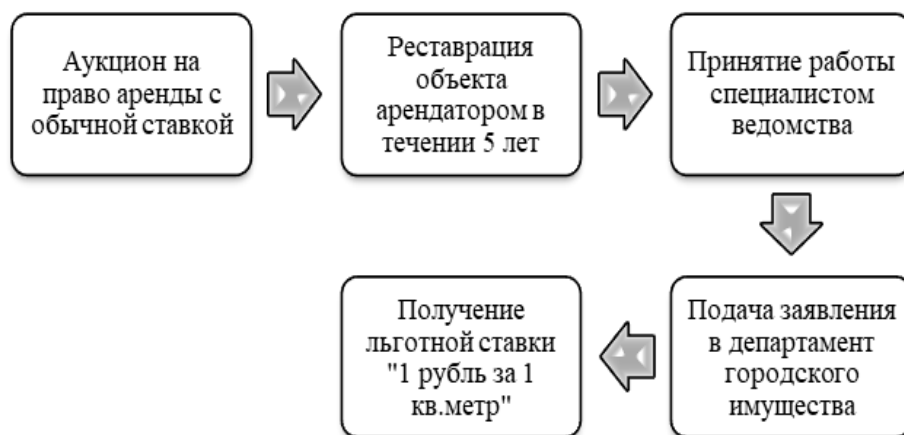 Аукцион на
право аренды с
обычной ставкой
Реставрация
объекта
арендатором в
течении 5 лет
Принятие работы
специалистом
ведомства
Подача заявления
в департамент
городского
имущества
Получение
льготной ставки
"1 рубль за 1
кв.метр"